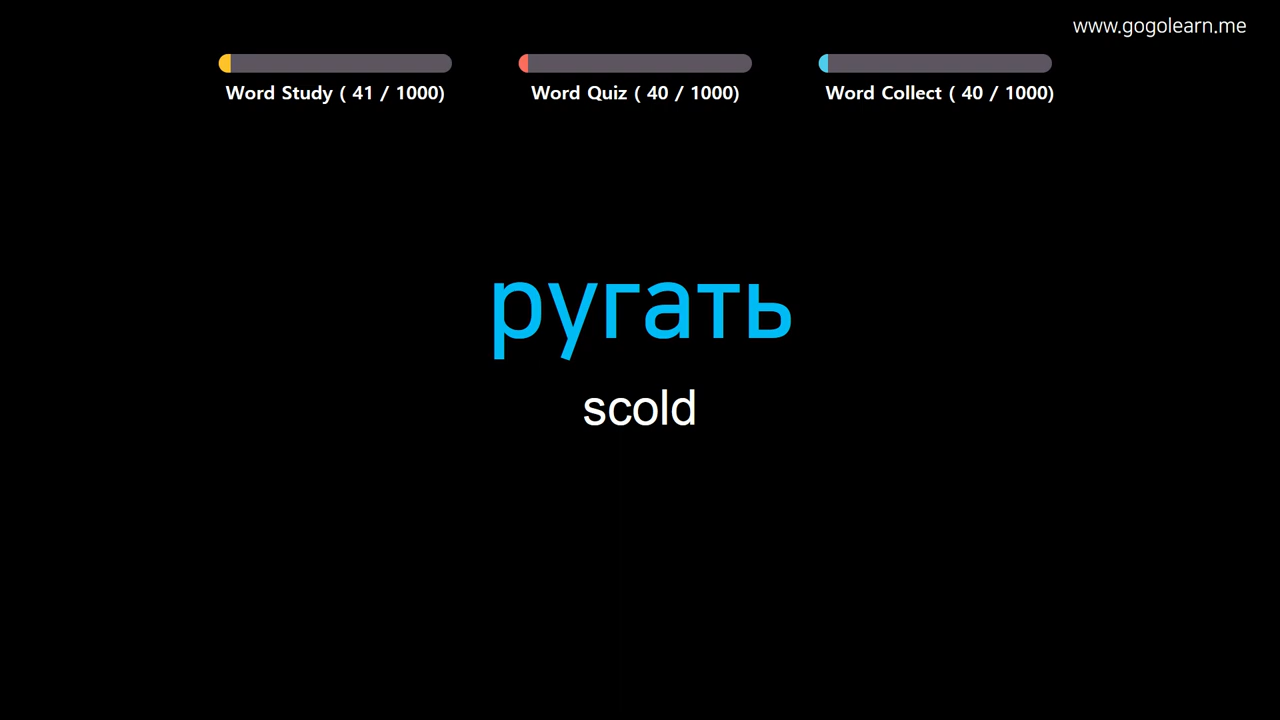 www.gogolearn.me
Word Study ( 41 / 1000)
Word Quiz ( 40 / 1000)
Word Collect ( 40 / 1000)
ругать
scold